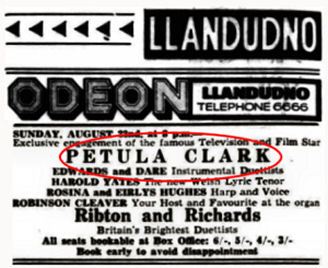 LLANDUDNO
ODEON LLANDUDNO
TELEPHONE 6666
SUNDAY, AUGUST 22nd, at 8 p.m.
Exclusive engagement of the famous Television and Film Star
PETULA CLARK
EDWARDS and DARE Instrumental Duettists
HAROLD YATES The new Welsh Lyric Tenor
ROSINA and EIRLYS HUGHES Harp and Voice
ROBINSON CLEAVER Your Host and Favourite at the organ
Ribton and Richards
Britain's Brightest Duettists
All seats bookable at Box Office: 6/-, 5/-, 4/-, 3/-
Book early to avoid disappointment